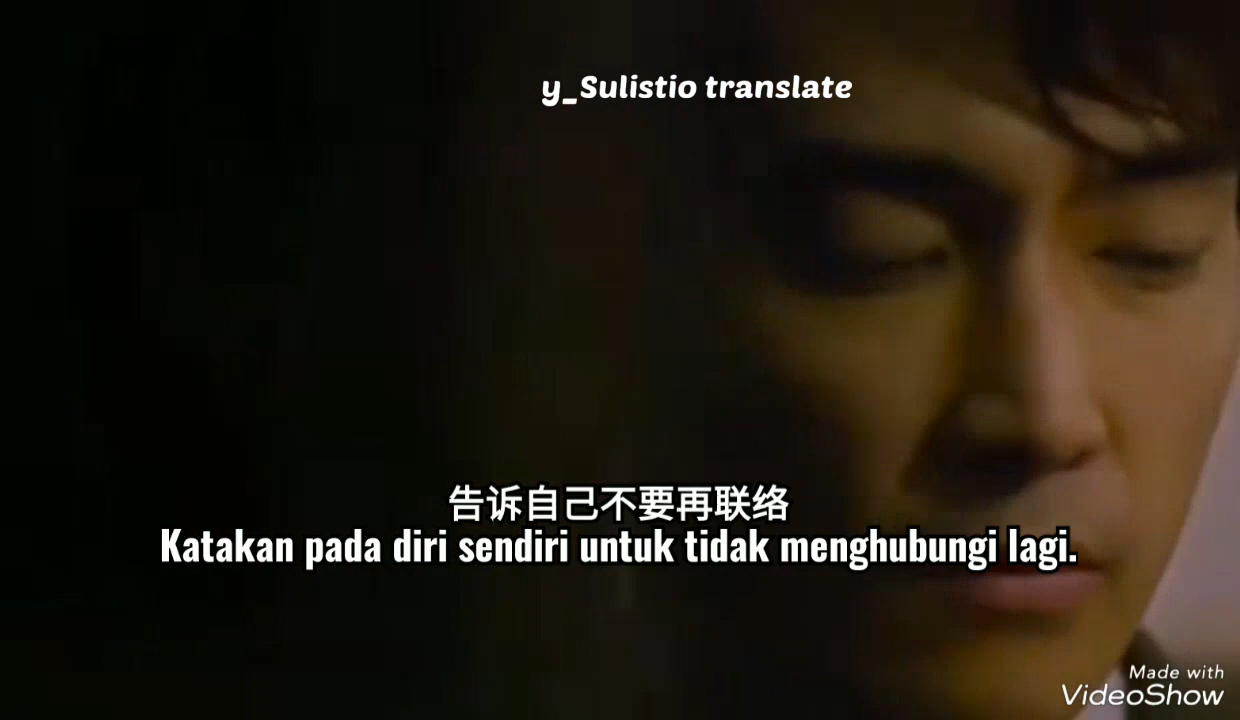 y_Sulistio translate
告诉自己不要再联络
Katakan pada diri sendiri untuk tidak menghubungi lagi.
Made with
VideoShow